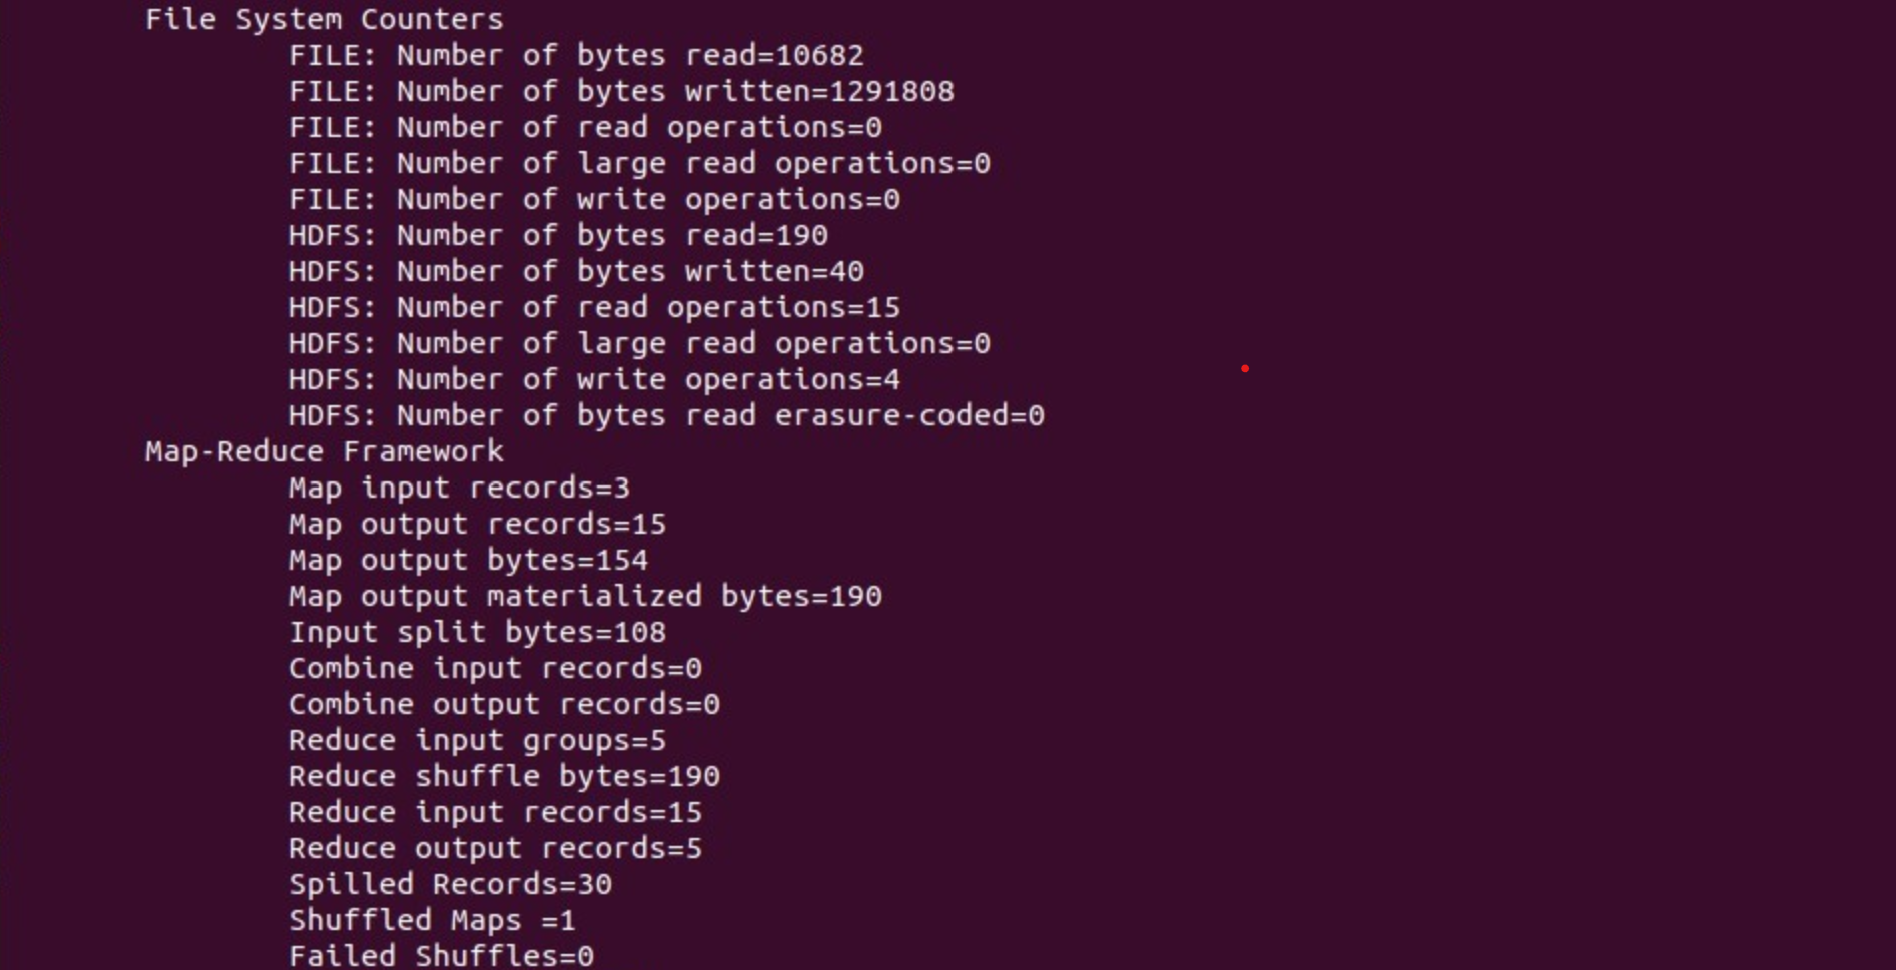 File System Counters
FILE: Number of bytes read=10682
FILE: Number of bytes written=1291808
FILE: Number of read operations=0
FILE: Number of large read operations=0
FILE: Number of write operations=0
HDFS: Number of bytes read=190
HDFS: Number of bytes written=40
HDFS: Number of read operations=15
HDFS: Number of large read operations=0
HDFS: Number of write operations=4
HDFS: Number of bytes read erasure-coded=0
Map-Reduce Framework
Map input records=3
Map output records=15
Map output bytes=154
Map output materialized bytes=190
Input split bytes=108
Combine input records=0
Combine output records=0
Reduce input groups=5
Reduce shuffle bytes=190
Reduce input records=15
Reduce output records=5
Spilled Records=30
Shuffled Maps =1
Failed Shuffles=0